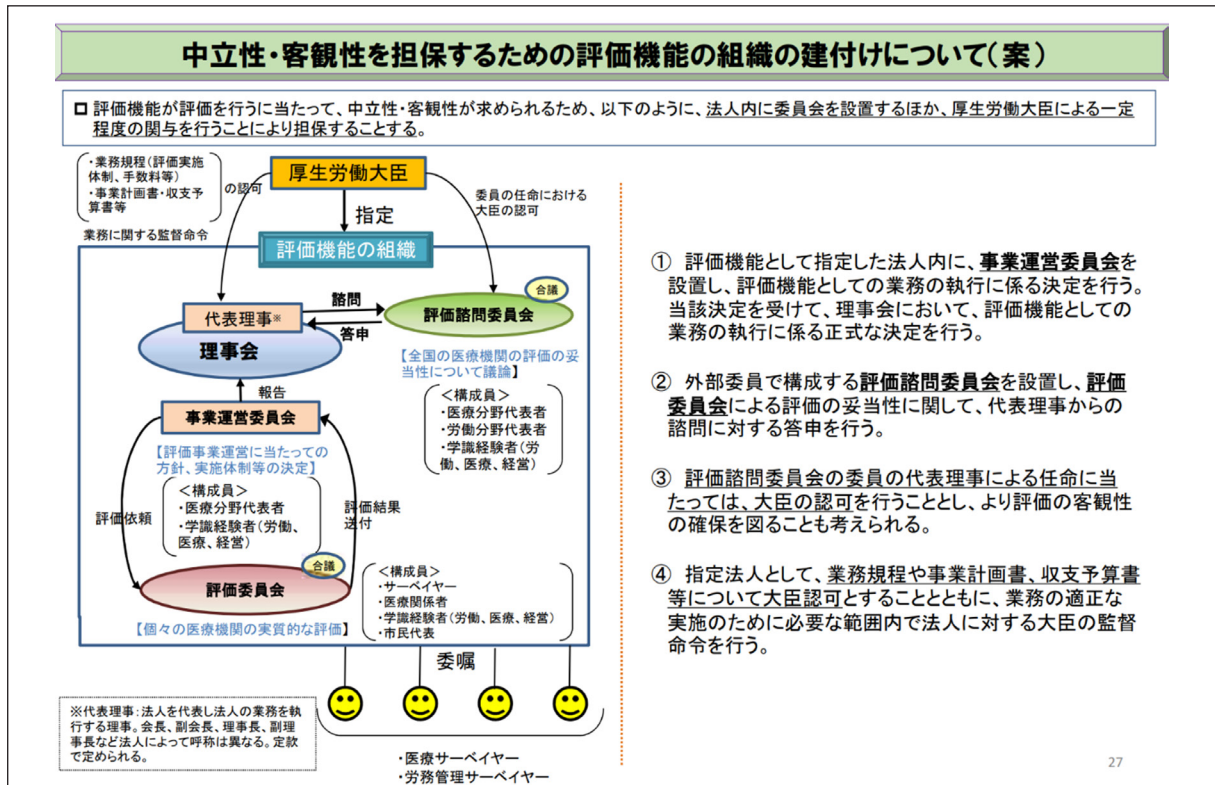 中立性・客観性を担保するための評価機能の組織の建付けについて（案）
□ 評価機能が評価を行うに当たって、中立性・客観性が求められるため、以下のように、法人内に委員会を設置するほか、厚生労働大臣による一定
程度の関与を行うことにより担保することする。
・業務規程（評価実施
体制、手数料等）
・事業計画書・収支予
算書等
の認可
業務に関する監督命令
厚生労働大臣
指定
委員の任命における
大臣の認可
評価機能の組織
代表理事※
理事会
諮問
答申
合議
評価諮問委員会
【全国の医療機関の評価の妥
当性について議論】
＜構成員＞
・医療分野代表者
・労働分野代表者
・学識経験者（労
働、医療、経営）
報告
事業運営委員会
【評価事業運営に当たっての
方針、実施体制等の決定】
＜構成員＞
・医療分野代表者
・学識経験者（労働、
医療、経営）
評価依頼
評価結果
送付
合議
評価委員会
【個々の医療機関の実質的な評価】
＜構成員＞
・サーベイヤー
・医療関係者
・学識経験者（労働、医療、経営）
・市民代表
委嘱
・医療サーベイヤー
・労務管理サーベイヤー
※代表理事：法人を代表し法人の業務を執
行する理事。会長、副会長、理事長、副理
事長など法人によって呼称は異なる。定款
で定められる。
① 評価機能として指定した法人内に、事業運営委員会を
設置し、評価機能としての業務の執行に係る決定を行う。
当該決定を受けて、理事会において、評価機能としての
業務の執行に係る正式な決定を行う。
② 外部委員で構成する評価諮問委員会を設置し、評価
委員会による評価の妥当性に関して、代表理事からの
諮問に対する答申を行う。
③ 評価諮問委員会の委員の代表理事による任命に当
たっては、大臣の認可を行うこととし、より評価の客観性
の確保を図ることも考えられる。
④ 指定法人として、業務規程や事業計画書、収支予算書
等について大臣認可とすることとともに、業務の適正な
実施のために必要な範囲内で法人に対する大臣の監督
命令を行う。
27